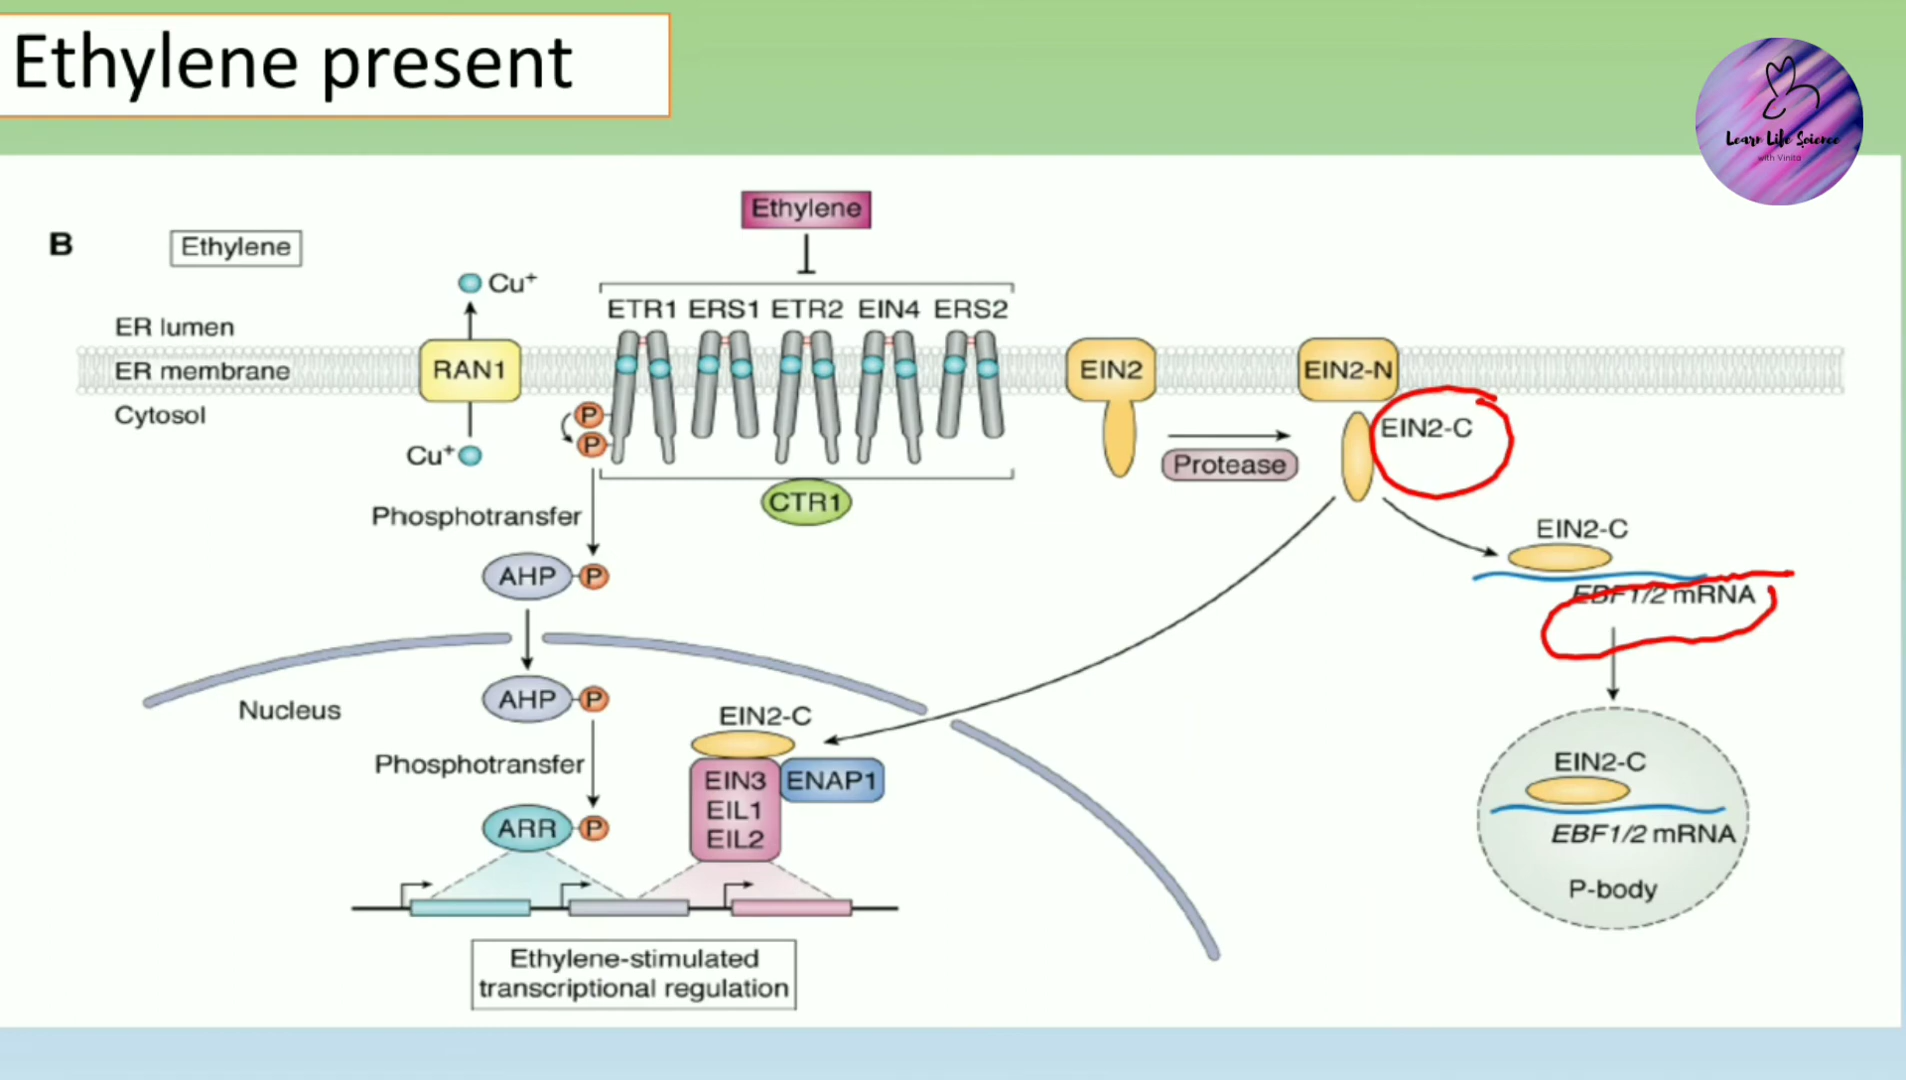 Ethylene present
Learn Life Science
with Vinita
B
Ethylene
Ethylene
Cu+
ETR1 ERS1 ETR2 EIN4 ERS2
ER lumen
ER membrane
Cytosol
RAN1
EIN2
EIN2-N
EIN2-C
Cu+
P
P
Protease
CTR1
Phosphotransfer
EIN2-C
EBF1/2 mRNA
AHP
P
AHP
P
Nucleus
EIN2-C
Phosphotransfer
EIN3
EIL1
EIL2
ENAP1
EIN2-C
EBF1/2 mRNA
P-body
ARR
P
Ethylene-stimulated
transcriptional regulation